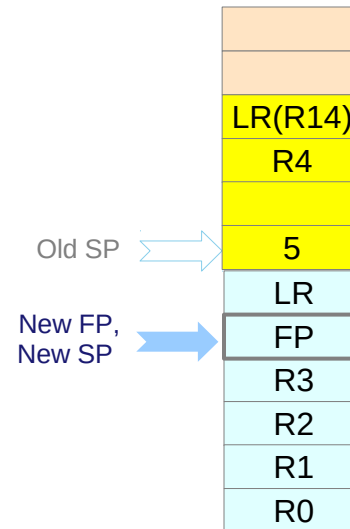 LR(R14)
R4
Old SP
5
LR
New FP,
New SP
FP
R3
R2
R1
R0